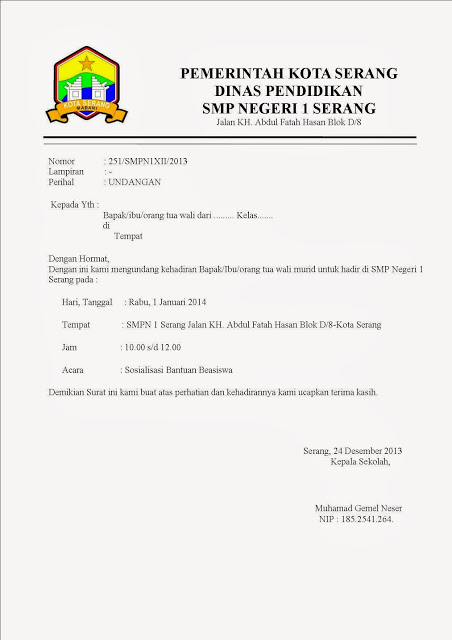 KOTA SERANG
MADANI
PEMERINTAH KOTA SERANG
DINAS PENDIDIKAN
SMP NEGERI 1 SERANG
Jalan KH. Abdul Fatah Hasan Blok D/8
Nomor : 251/SMPN1XII/2013
Lampiran : -
Perihal : UNDANGAN
Kepada Yth :
Bapak/ibu/orang tua wali dari ......... Kelas.......
di
Tempat
Dengan Hormat,
Dengan ini kami mengundang kehadiran Bapak/Ibu/orang tua wali murid untuk hadir di SMP Negeri 1
Serang pada :
Hari, Tanggal : Rabu, 1 Januari 2014
Tempat : SMPN 1 Serang Jalan KH. Abdul Fatah Hasan Blok D/8-Kota Serang
Jam : 10.00 s/d 12.00
Acara : Sosialisasi Bantuan Beasiswa
Demikian Surat ini kami buat atas perhatian dan kehadirannya kami ucapkan terima kasih.
Serang, 24 Desember 2013
Kepala Sekolah,
Muhamad Gemel Neser
NIP : 185.2541.264.